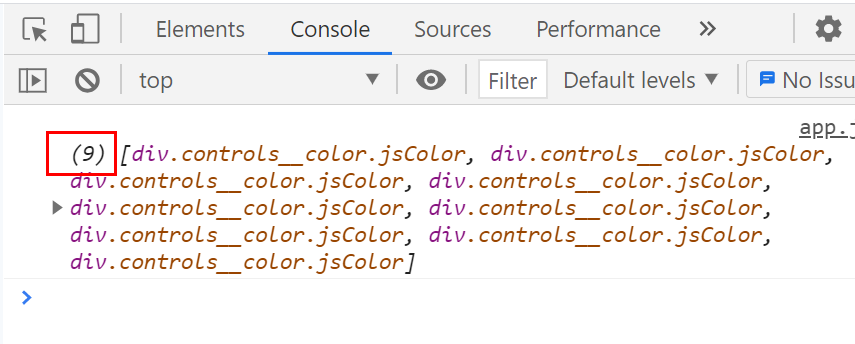 Elements Console Sources Performance »
top Filter Default levels No Issu
app.j
(9) [div.controls__color.jsColor, div.controls__color.jsColor,
div.controls__color.jsColor, div.controls__color.jsColor,
div.controls__color.jsColor, div.controls__color.jsColor,
div.controls__color.jsColor, div.controls__color.jsColor,
div.controls__color.jsColor]